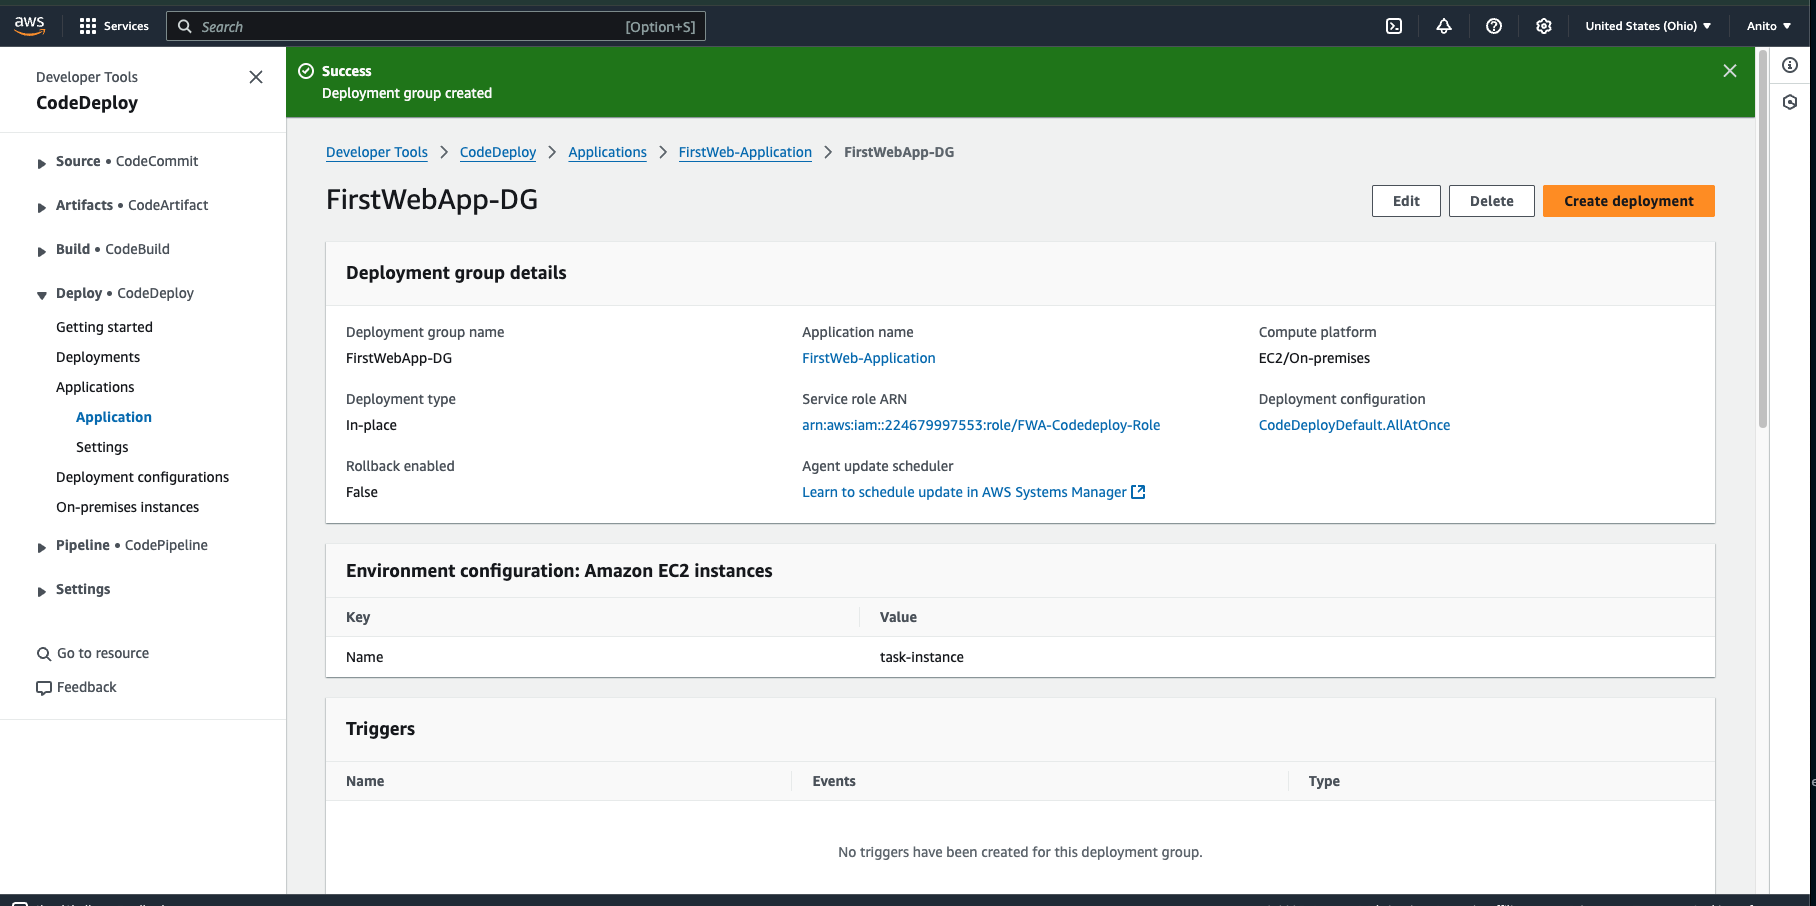 aws
Services
Search
[Option+S]
United States (Ohio)
Anito
Developer Tools
CodeDeploy
Source • CodeCommit
Artifacts • CodeArtifact
Build • CodeBuild
Deploy • CodeDeploy
Getting started
Deployments
Applications
Application
Settings
Deployment configurations
On-premises instances
Pipeline • CodePipeline
Settings
Go to resource
Feedback
Success
Deployment group created
Developer Tools
CodeDeploy
Applications
FirstWeb-Application
FirstWebApp-DG
FirstWebApp-DG
Edit
Delete
Create deployment
Deployment group details
Deployment group name
FirstWebApp-DG
Application name
FirstWeb-Application
Compute platform
EC2/On-premises
Deployment type
In-place
Service role ARN
arn:aws:iam::224679997553:role/FWA-Codedeploy-Role
Deployment configuration
CodeDeployDefault.AllAtOnce
Rollback enabled
False
Agent update scheduler
Learn to schedule update in AWS Systems Manager
Environment configuration: Amazon EC2 instances
Key
Value
Name
task-instance
Triggers
Name
Events
Type
No triggers have been created for this deployment group.